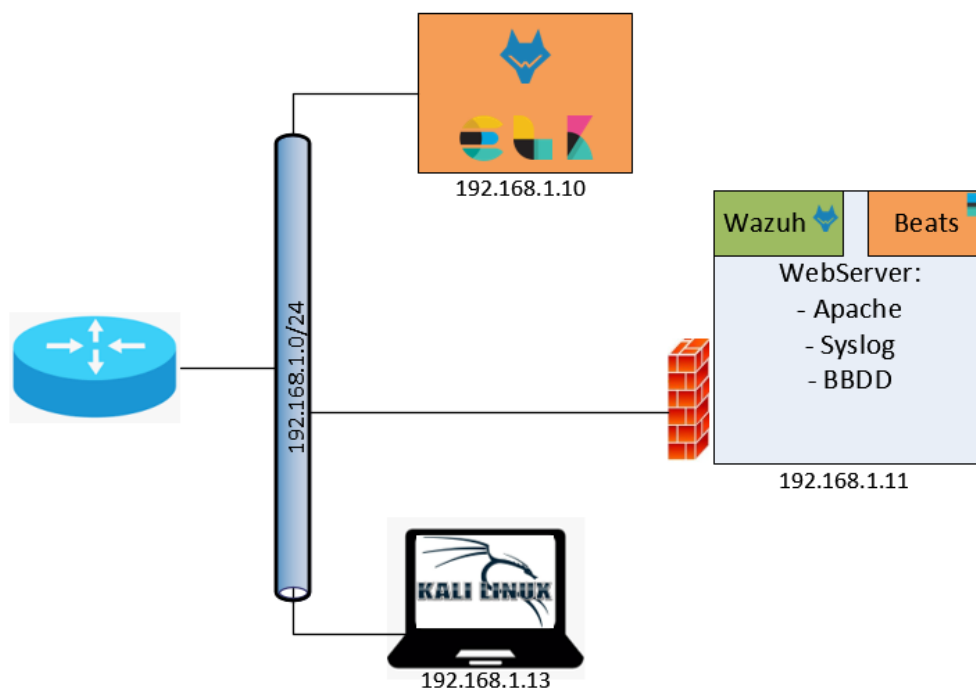 elk
192.168.1.10
Wazuh
Beats
WebServer:
- Apache
- Syslog
- BBDD
192.168.1.11
192.168.1.0/24
KALI LINUX
192.168.1.13